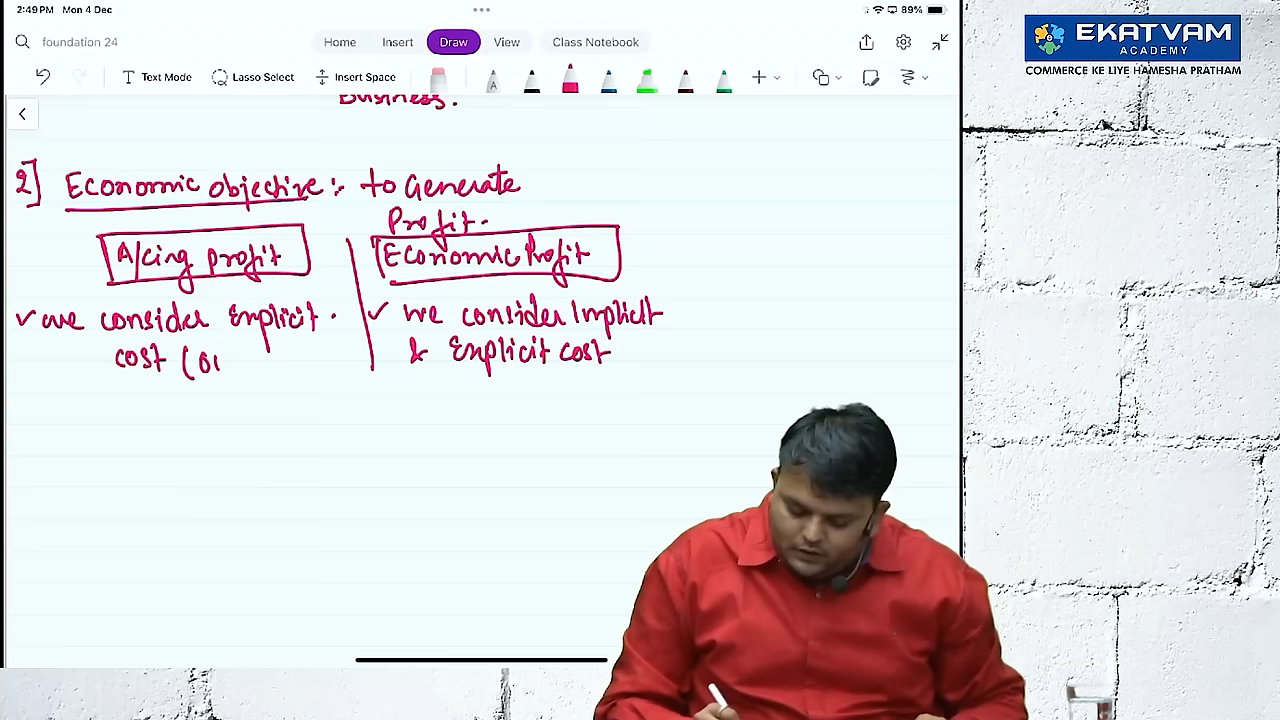 2:49 PM Mon 4 Dec
89%
foundation 24
Home Insert Draw View Class Notebook
Text Mode Lasso Select Insert Space
EKATVAM
ACADEMY
COMMERCE KE LIYE HAMESHA PRATHAM
Business.
2] Economic objective :- to Generate
Profit.
A/cing profit
Economic Profit
✓ we consider Explicit.
cost (
✓ we consider Implicit
& Explicit cost